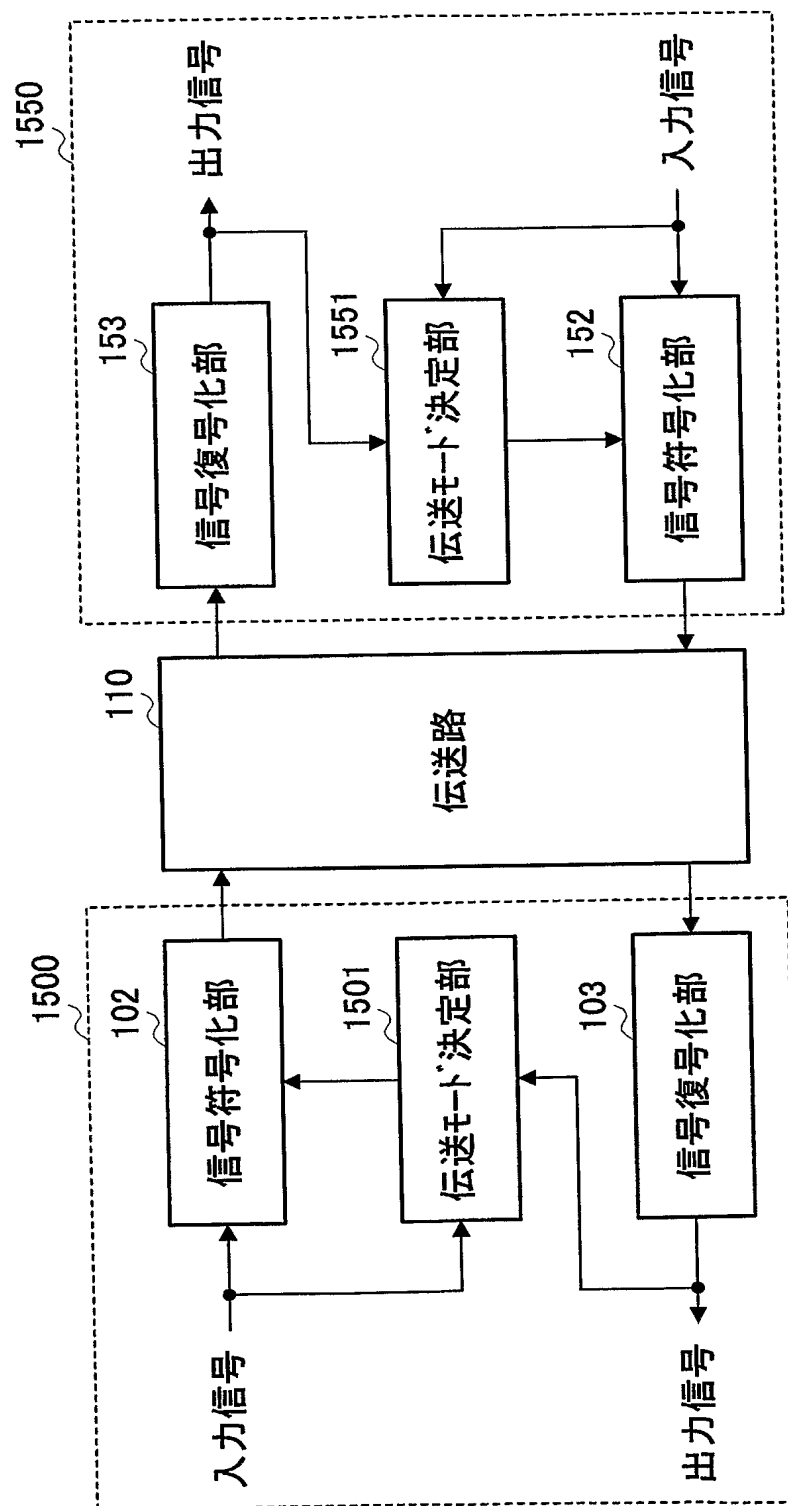 1500
102
信号符号化部
入力信号
1501
伝送モード決定部
103
信号復号化部
出力信号
110
伝送路
1550
153
信号復号化部
出力信号
1551
伝送モード決定部
152
信号符号化部
入力信号